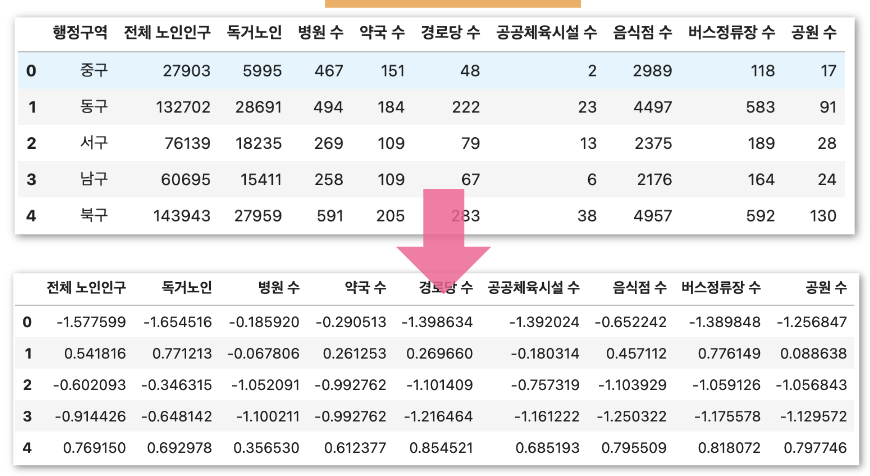 행정구역 전체 노인인구 독거노인 병원 수 약국 수 경로당 수 공공체육시설 수 음식점 수 버스정류장 수 공원 수
0 중구 27903 5995 467 151 48 2 2989 118 17
1 동구 132702 28691 494 184 222 23 4497 583 91
2 서구 76139 18235 269 109 79 13 2375 189 28
3 남구 60695 15411 258 109 67 6 2176 164 24
4 북구 143943 27959 591 205 283 38 4957 592 130
전체 노인인구 독거노인 병원 수 약국 수 경로당 수 공공체육시설 수 음식점 수 버스정류장 수 공원 수
0 -1.577599 -1.654516 -0.185920 -0.290513 -1.398634 -1.392024 -0.652242 -1.389848 -1.256847
1 0.541816 0.771213 -0.067806 0.261253 0.269660 -0.180314 0.457112 0.776149 0.088638
2 -0.602093 -0.346315 -1.052091 -0.992762 -1.101409 -0.757319 -1.103929 -1.059126 -1.056843
3 -0.914426 -0.648142 -1.100211 -0.992762 -1.216464 -1.161222 -1.250322 -1.175578 -1.129572
4 0.769150 0.692978 0.356530 0.612377 0.854521 0.685193 0.795509 0.818072 0.797746